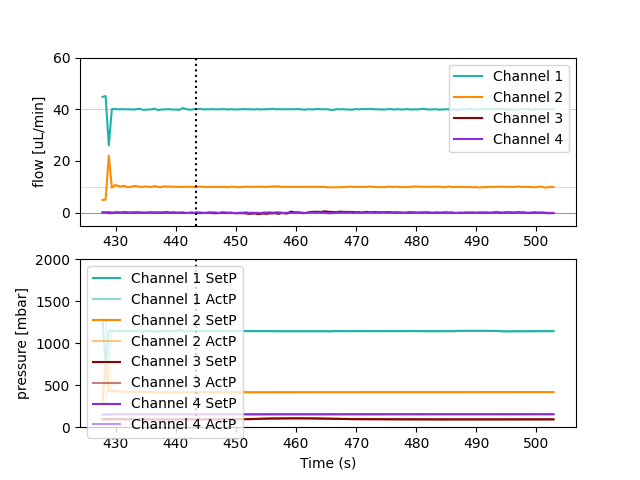 60
40
20
0
flow [uL/min]
Channel 1
Channel 2
Channel 3
Channel 4
430 440 450 460 470 480 490 500
2000
1500
1000
500
0
pressure [mbar]
Channel 1 SetP
Channel 1 ActP
Channel 2 SetP
Channel 2 ActP
Channel 3 SetP
Channel 3 ActP
Channel 4 SetP
Channel 4 ActP
430 440 450 460 470 480 490 500
Time (s)